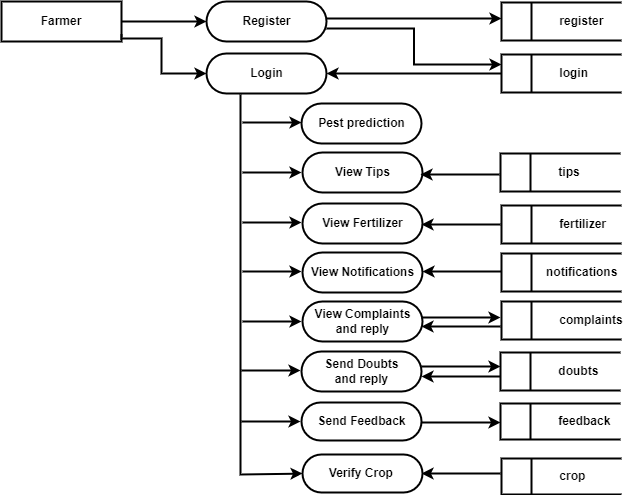 Farmer
Register
register
Login
login
Pest prediction
View Tips
tips
View Fertilizer
fertilizer
View Notifications
notifications
View Complaints
and reply
complaints
Send Doubts
and reply
doubts
Send Feedback
feedback
Verify Crop
crop